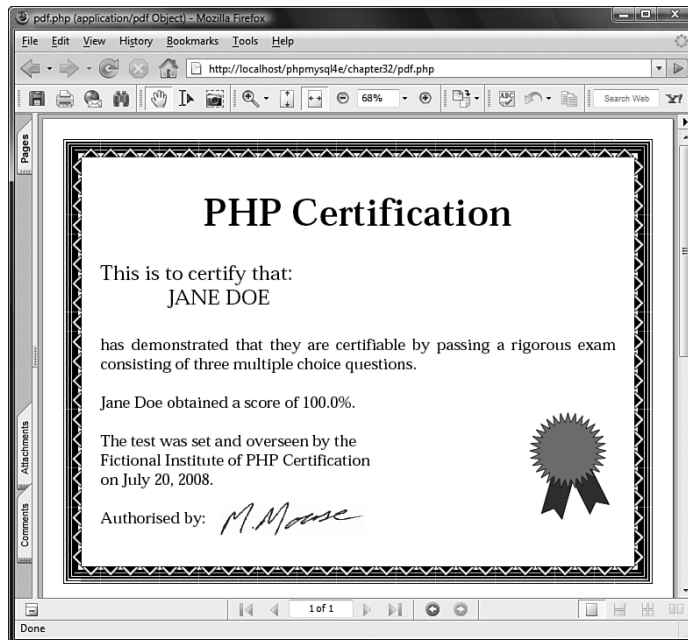 pdf.php (application/pdf Object) - Mozilla Firefox
File Edit View History Bookmarks Tools Help
http://localhost/phpmysql4e/chapter32/pdf.php
68%
Search Web
Y!
Pages
PHP Certification
This is to certify that:
JANE DOE
has demonstrated that they are certifiable by passing a rigorous exam
consisting of three multiple choice questions.
Jane Doe obtained a score of 100.0%.
The test was set and overseen by the
Fictional Institute of PHP Certification
on July 20, 2008.
Authorised by: M.Mouse
Attachments
Comments
1 of 1
Done